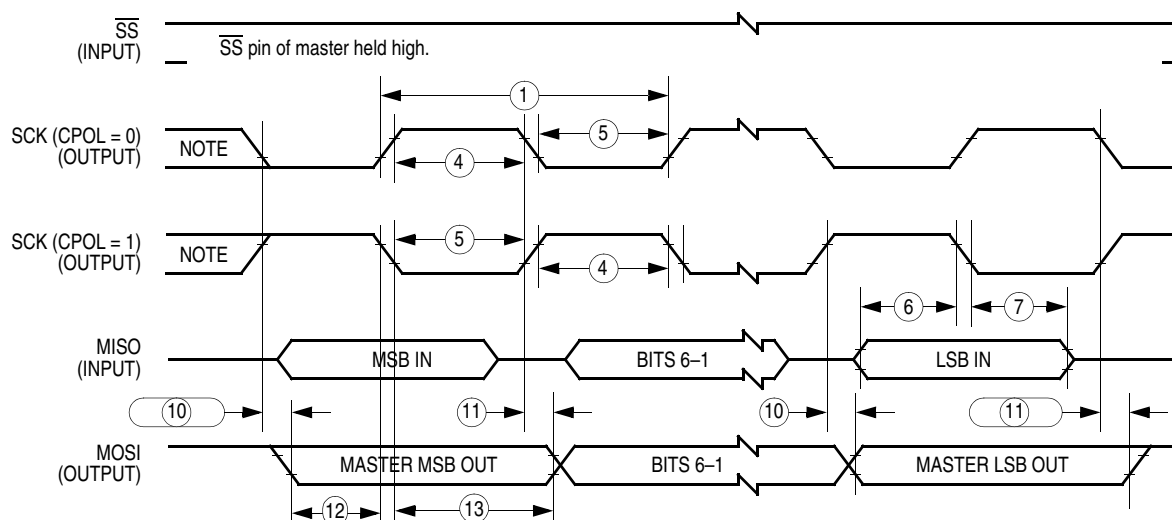 SS
(INPUT)
SS pin of master held high.
1
SCK (CPOL = 0)
(OUTPUT)
NOTE
5
4
SCK (CPOL = 1)
(OUTPUT)
NOTE
5
4
6
7
MISO
(INPUT)
MSB IN
BITS 6–1
LSB IN
10
11
10
11
MOSI
(OUTPUT)
MASTER MSB OUT
BITS 6–1
MASTER LSB OUT
12
13